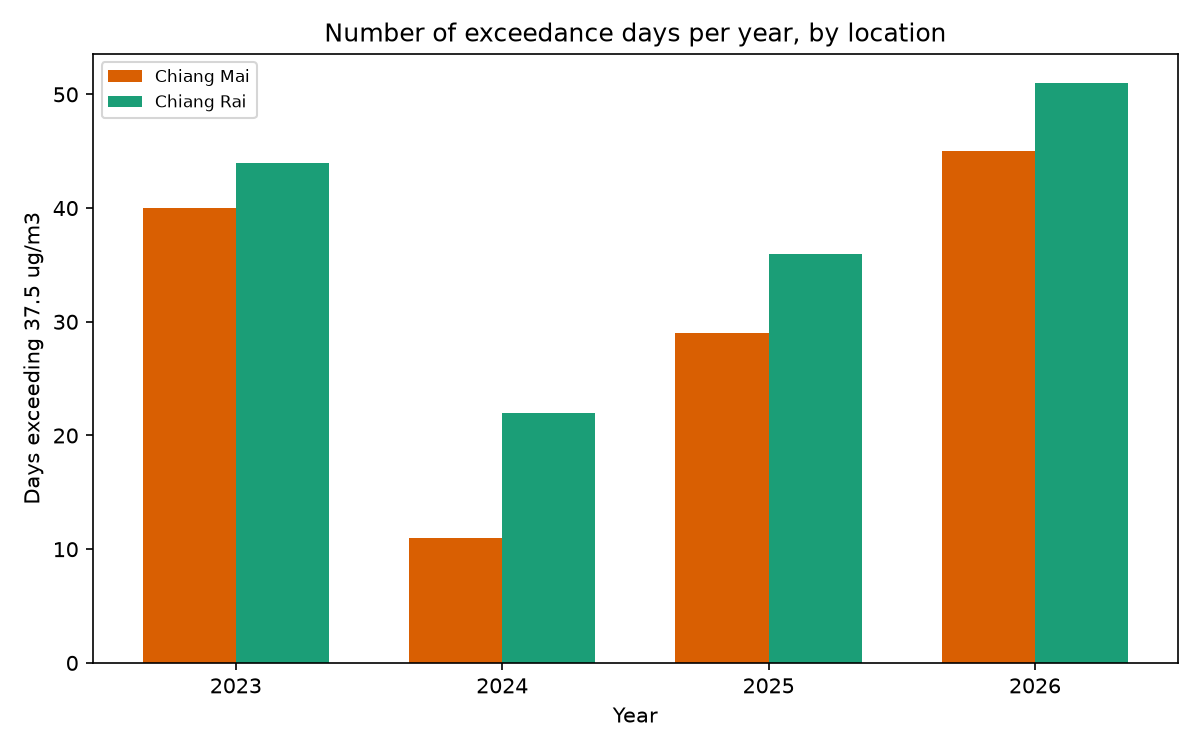 Number of exceedance days per year, by location
Chiang Mai
Chiang Rai
Days exceeding 37.5 ug/m3
50
40
30
20
10
0
2023
2024
2025
2026
Year